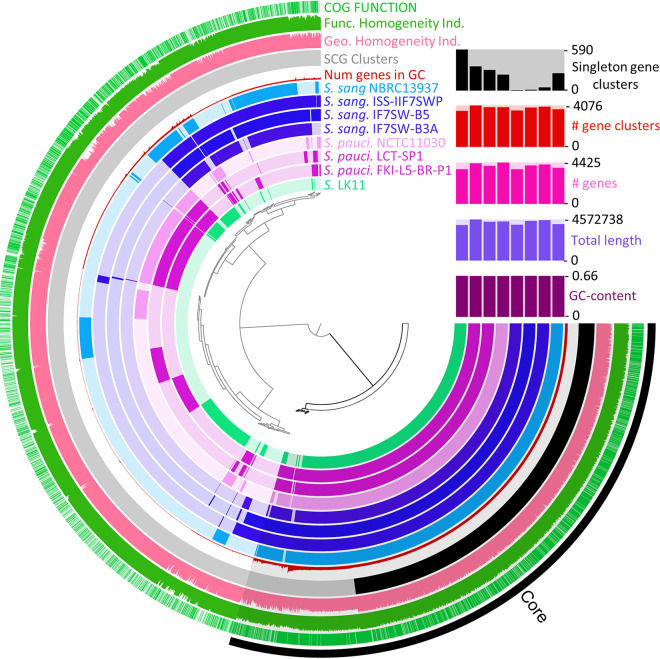 COG FUNCTION
Func. Homogeneity Ind.
Geo. Homogeneity Ind.
SCG Clusters
Num genes in GC
S. sang NBRC13937
S. sang. ISS-IIF7SWP
S. sang. IF7SW-B5
S. sang. IF7SW-B3A
S. pauci. NCTC11030
S. pauci. LCT-SP1
S. pauci. FKI-L5-BR-P1
S. LK11
590
Singleton gene
clusters
0
4076
# gene clusters
0
4425
# genes
0
4572738
Total length
0
0.66
GC-content
0
Core